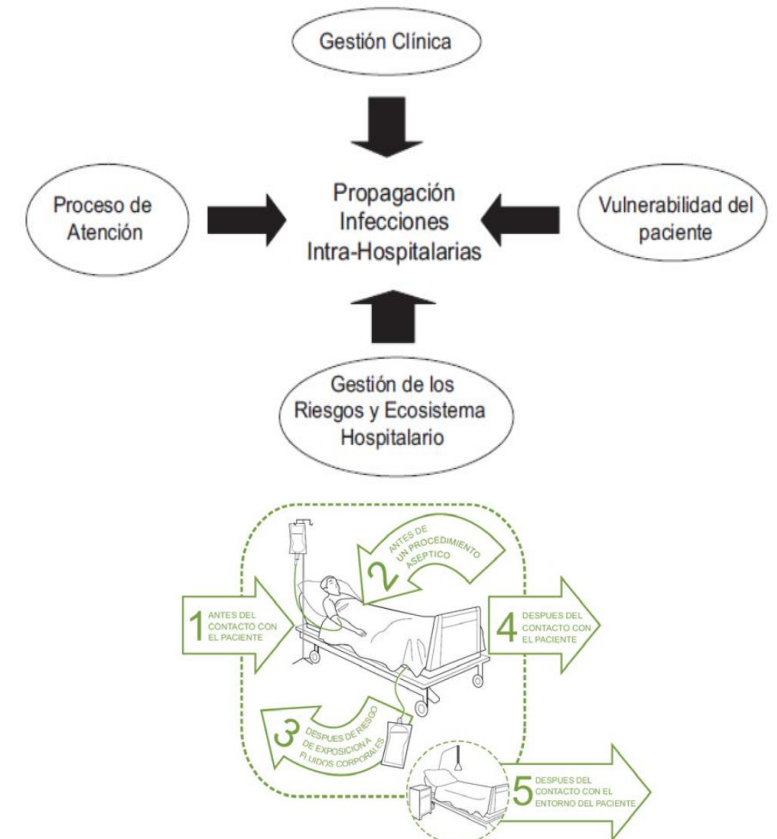 Gestión Clínica
Proceso de
Atención
Propagación
Infecciones
Intra-Hospitalarias
Vulnerabilidad del
paciente
Gestión de los
Riesgos y Ecosistema
Hospitalario
1 ANTES DEL
CONTACTO CON
EL PACIENTE
2 ANTES DE
UN PROCEDIMIENTO
ASEPTICO
3 DESPUES DE RIESGO
DE EXPOSICION A
FLUIDOS CORPORALES
4 DESPUES DEL
CONTACTO CON
EL PACIENTE
5 DESPUES DEL
CONTACTO CON EL
ENTORNO DEL PACIENTE